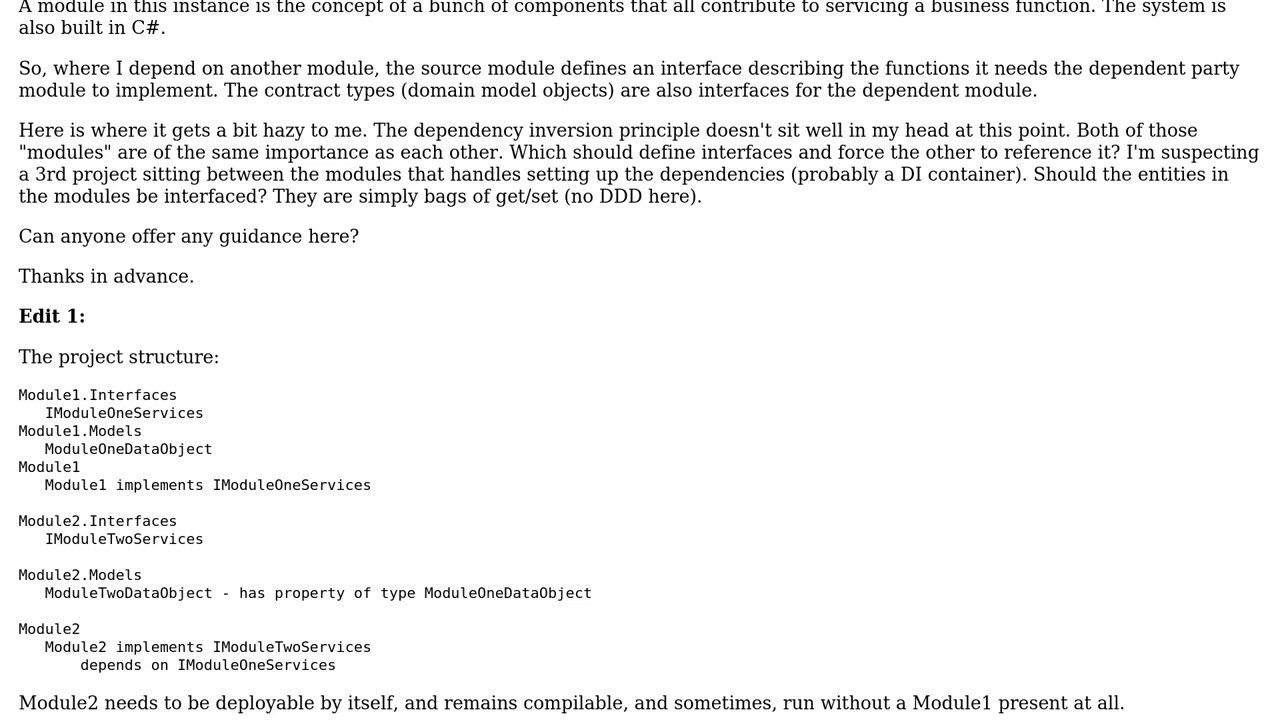 A module in this instance is the concept of a bunch of components that all contribute to servicing a business function. The system is
also built in C#.
So, where I depend on another module, the source module defines an interface describing the functions it needs the dependent party
module to implement. The contract types (domain model objects) are also interfaces for the dependent module.
Here is where it gets a bit hazy to me. The dependency inversion principle doesn't sit well in my head at this point. Both of those
"modules" are of the same importance as each other. Which should define interfaces and force the other to reference it? I'm suspecting
a 3rd project sitting between the modules that handles setting up the dependencies (probably a DI container). Should the entities in
the modules be interfaced? They are simply bags of get/set (no DDD here).
Can anyone offer any guidance here?
Thanks in advance.
Edit 1:
The project structure:
Module1.Interfaces
   IModuleOneServices
Module1.Models
   ModuleOneDataObject
Module1
   Module1 implements IModuleOneServices
Module2.Interfaces
   IModuleTwoServices
Module2.Models
   ModuleTwoDataObject - has property of type ModuleOneDataObject
Module2
   Module2 implements IModuleTwoServices
       depends on IModuleOneServices
Module2 needs to be deployable by itself, and remains compilable, and sometimes, run without a Module1 present at all.